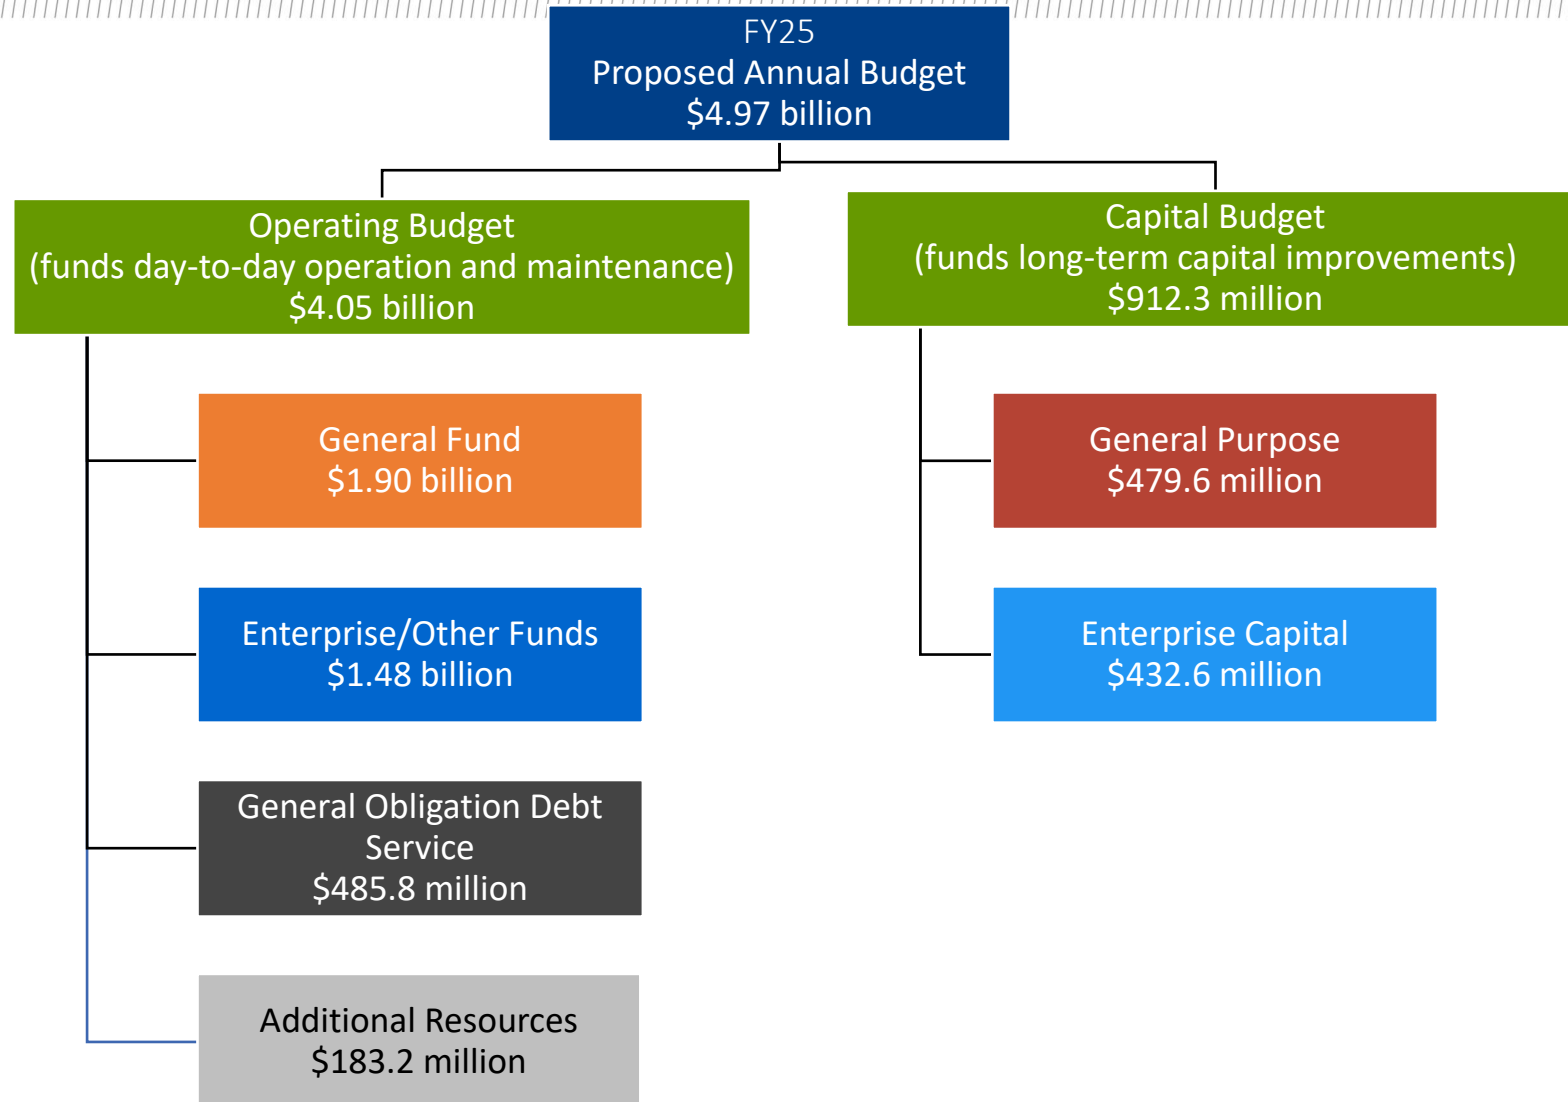 FY25
Proposed Annual Budget
$4.97 billion
Operating Budget
(funds day-to-day operation and maintenance)
$4.05 billion
Capital Budget
(funds long-term capital improvements)
$912.3 million
General Fund
$1.90 billion
General Purpose
$479.6 million
Enterprise/Other Funds
$1.48 billion
Enterprise Capital
$432.6 million
General Obligation Debt
Service
$485.8 million
Additional Resources
$183.2 million